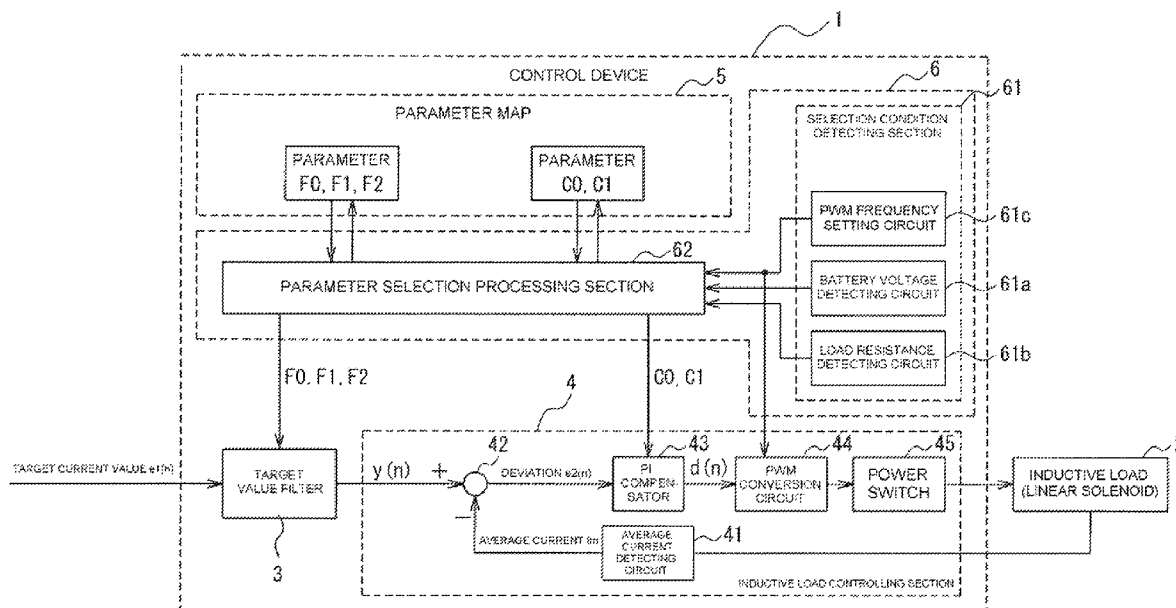 1
CONTROL DEVICE
5
6
PARAMETER MAP
61
SELECTION CONDITION
DETECTING SECTION
PARAMETER
F0, F1, F2
PARAMETER
C0, C1
PWM FREQUENCY
SETTING CIRCUIT
61c
62
PARAMETER SELECTION PROCESSING SECTION
BATTERY VOLTAGE
DETECTING CIRCUIT
61a
LOAD RESISTANCE
DETECTING CIRCUIT
61b
F0, F1, F2
C0, C1
4
42
43
44
45
TARGET CURRENT VALUE e1(n)
TARGET
VALUE FILTER
3
y(n)
+
−
DEVIATION e2(n)
PI
COMPEN-
SATOR
d(n)
PWM
CONVERSION
CIRCUIT
POWER
SWITCH
INDUCTIVE LOAD
(LINEAR SOLENOID)
AVERAGE CURRENT
AVERAGE
CURRENT
DETECTING
CIRCUIT
41
INDUCTIVE LOAD CONTROLLING SECTION